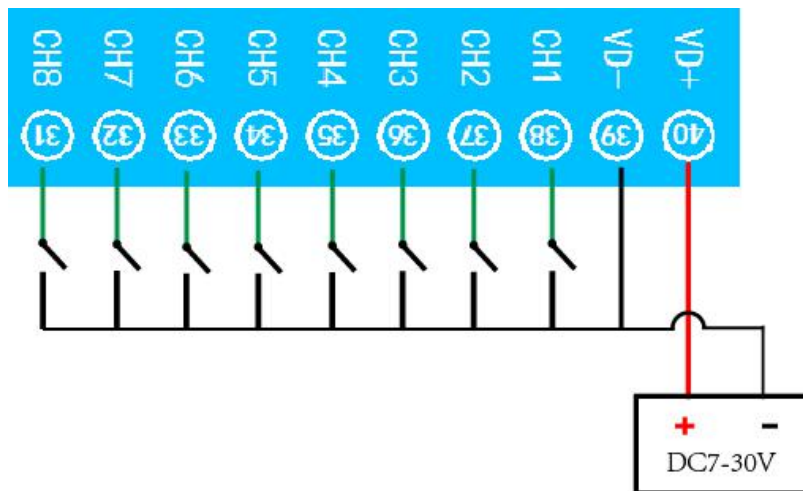 CH8 CH7 CH6 CH5 CH4 CH3 CH2 CH1 VD- VD+
31 32 33 34 35 36 37 38 39 40
+ -
DC7-30V